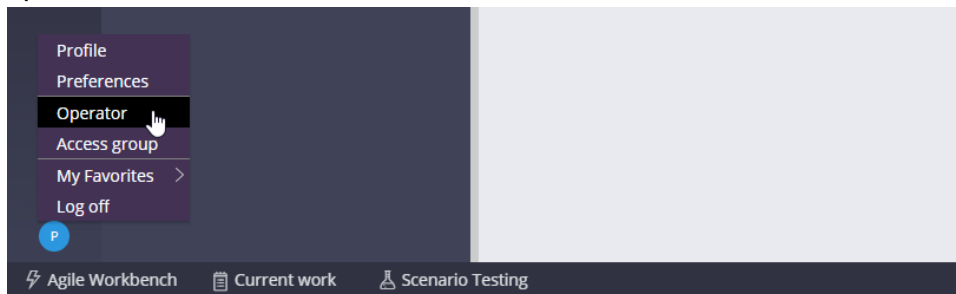 Profile
Preferences
Operator
Access group
My Favorites
Log off
P
Agile Workbench Current work Scenario Testing